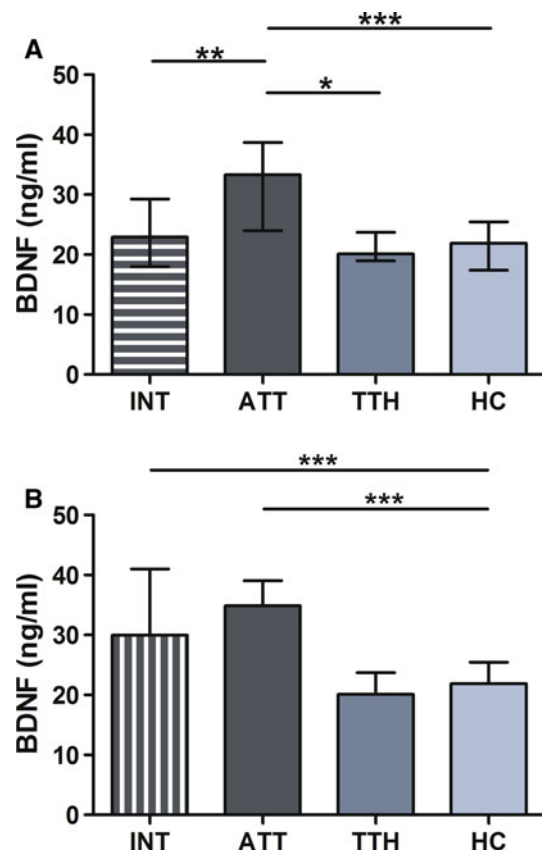 ***
A
**
*
50
40
30
20
10
0
BDNF (ng/ml)
INT ATT TTH HC
***
B
***
50
40
30
20
10
0
BDNF (ng/ml)
INT ATT TTH HC